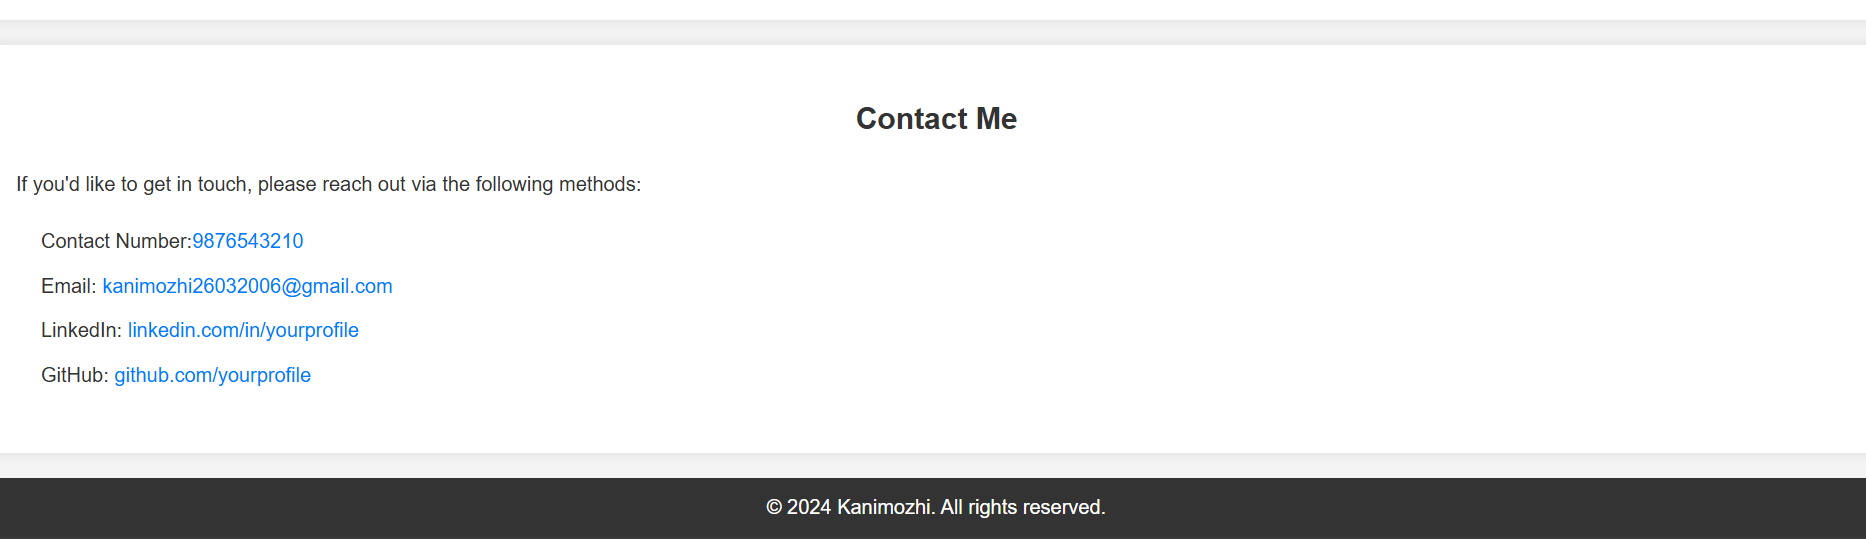 Contact Me
If you'd like to get in touch, please reach out via the following methods:
Contact Number:9876543210
Email: kanimozhi26032006@gmail.com
LinkedIn: linkedin.com/in/yourprofile
GitHub: github.com/yourprofile
© 2024 Kanimozhi. All rights reserved.